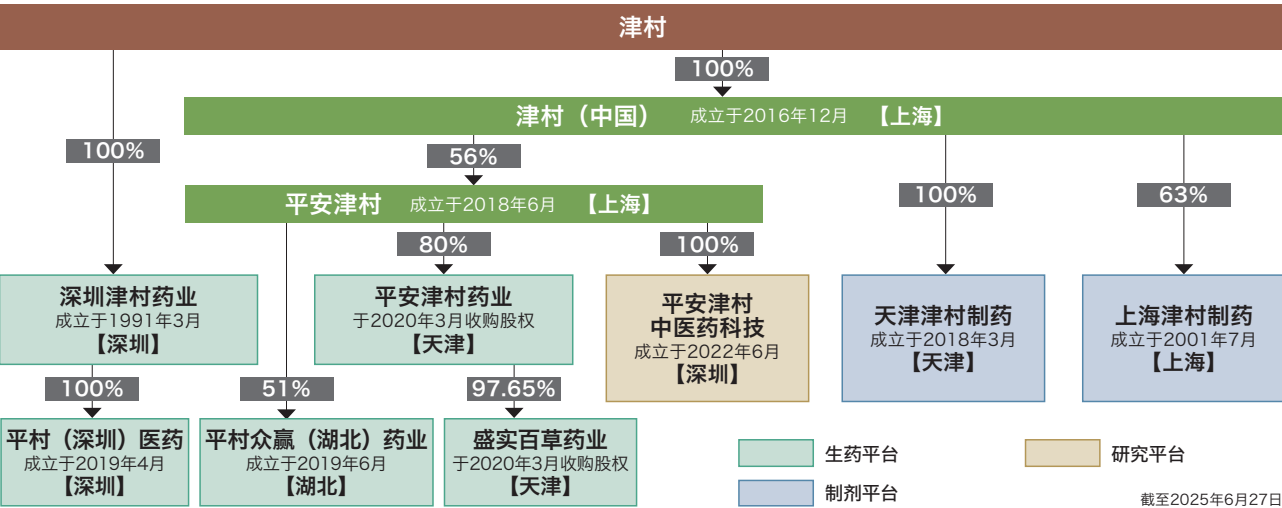 津村
100%
津村（中国） 成立于2016年12月 【上海】
100%
56%
平安津村 成立于2018年6月 【上海】
100%
63%
80%
100%
深圳津村药业
成立于1991年3月
【深圳】
平安津村药业
于2020年3月收购股权
【天津】
平安津村
中医药科技
成立于2022年6月
【深圳】
天津津村制药
成立于2018年3月
【天津】
上海津村制药
成立于2001年7月
【上海】
100%
51%
97.65%
平村（深圳）医药
成立于2019年4月
【深圳】
平村众赢（湖北）药业
成立于2019年6月
【湖北】
盛实百草药业
于2020年3月收购股权
【天津】
生药平台
研究平台
制剂平台
截至2025年6月27日